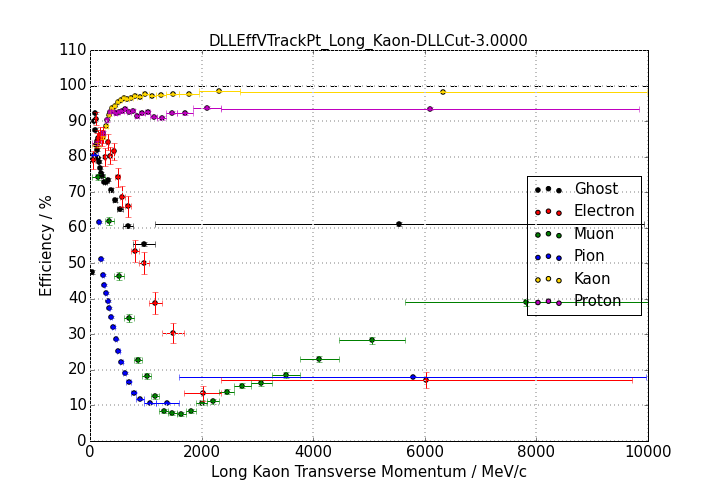 DLLEffVTrackPt_Long_Kaon-DLLCut-3.0000
110
100
90
80
70
60
50
40
30
20
10
0
Efficiency / %
Ghost
Electron
Muon
Pion
Kaon
Proton
0 2000 4000 6000 8000 10000
Long Kaon Transverse Momentum / MeV/c